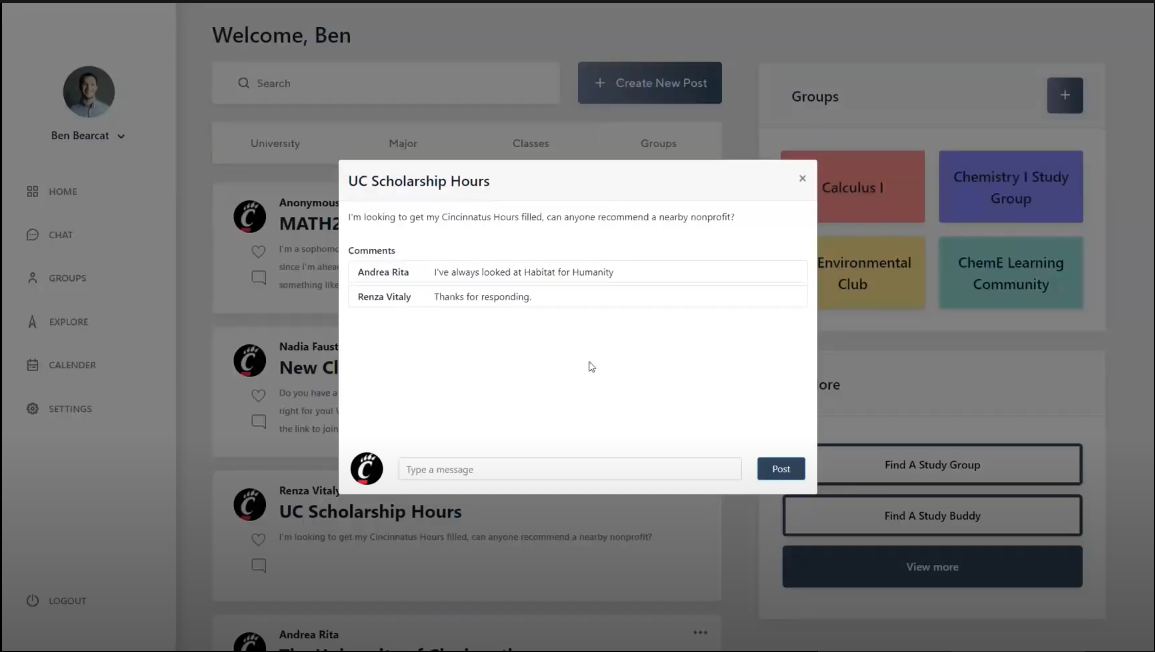 Welcome, Ben
Search
+ Create New Post
Ben Bearcat
HOME
CHAT
GROUPS
EXPLORE
CALENDER
SETTINGS
LOGOUT
University Major Classes Groups
Anonymous
MATH2
I'm a sophomo
since I'm ahea
something like
Nadia Faust
New Cl
Do you have a
right for you!
the link to join
Renza Vitaly
UC Scholarship Hours
I'm looking to get my Cincinnatus Hours filled, can anyone recommend a nearby nonprofit?
Andrea Rita
UC Scholarship Hours
×
I'm looking to get my Cincinnatus Hours filled, can anyone recommend a nearby nonprofit?
Comments
Andrea Rita I've always looked at Habitat for Humanity
Renza Vitaly Thanks for responding.
Type a message
Post
Groups
+
Calculus I
Chemistry I Study
Group
Environmental
Club
ChemE Learning
Community
ore
Find A Study Group
Find A Study Buddy
View more